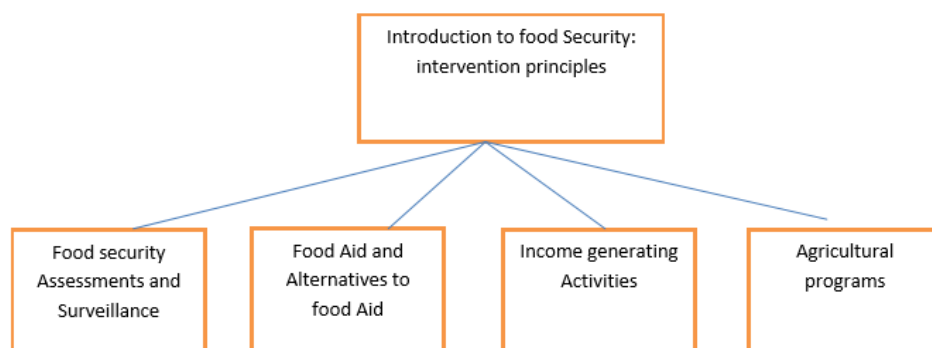 Introduction to food Security:
intervention principles
Food security
Assessments and
Surveillance
Food Aid and
Alternatives to
food Aid
Income generating
Activities
Agricultural
programs